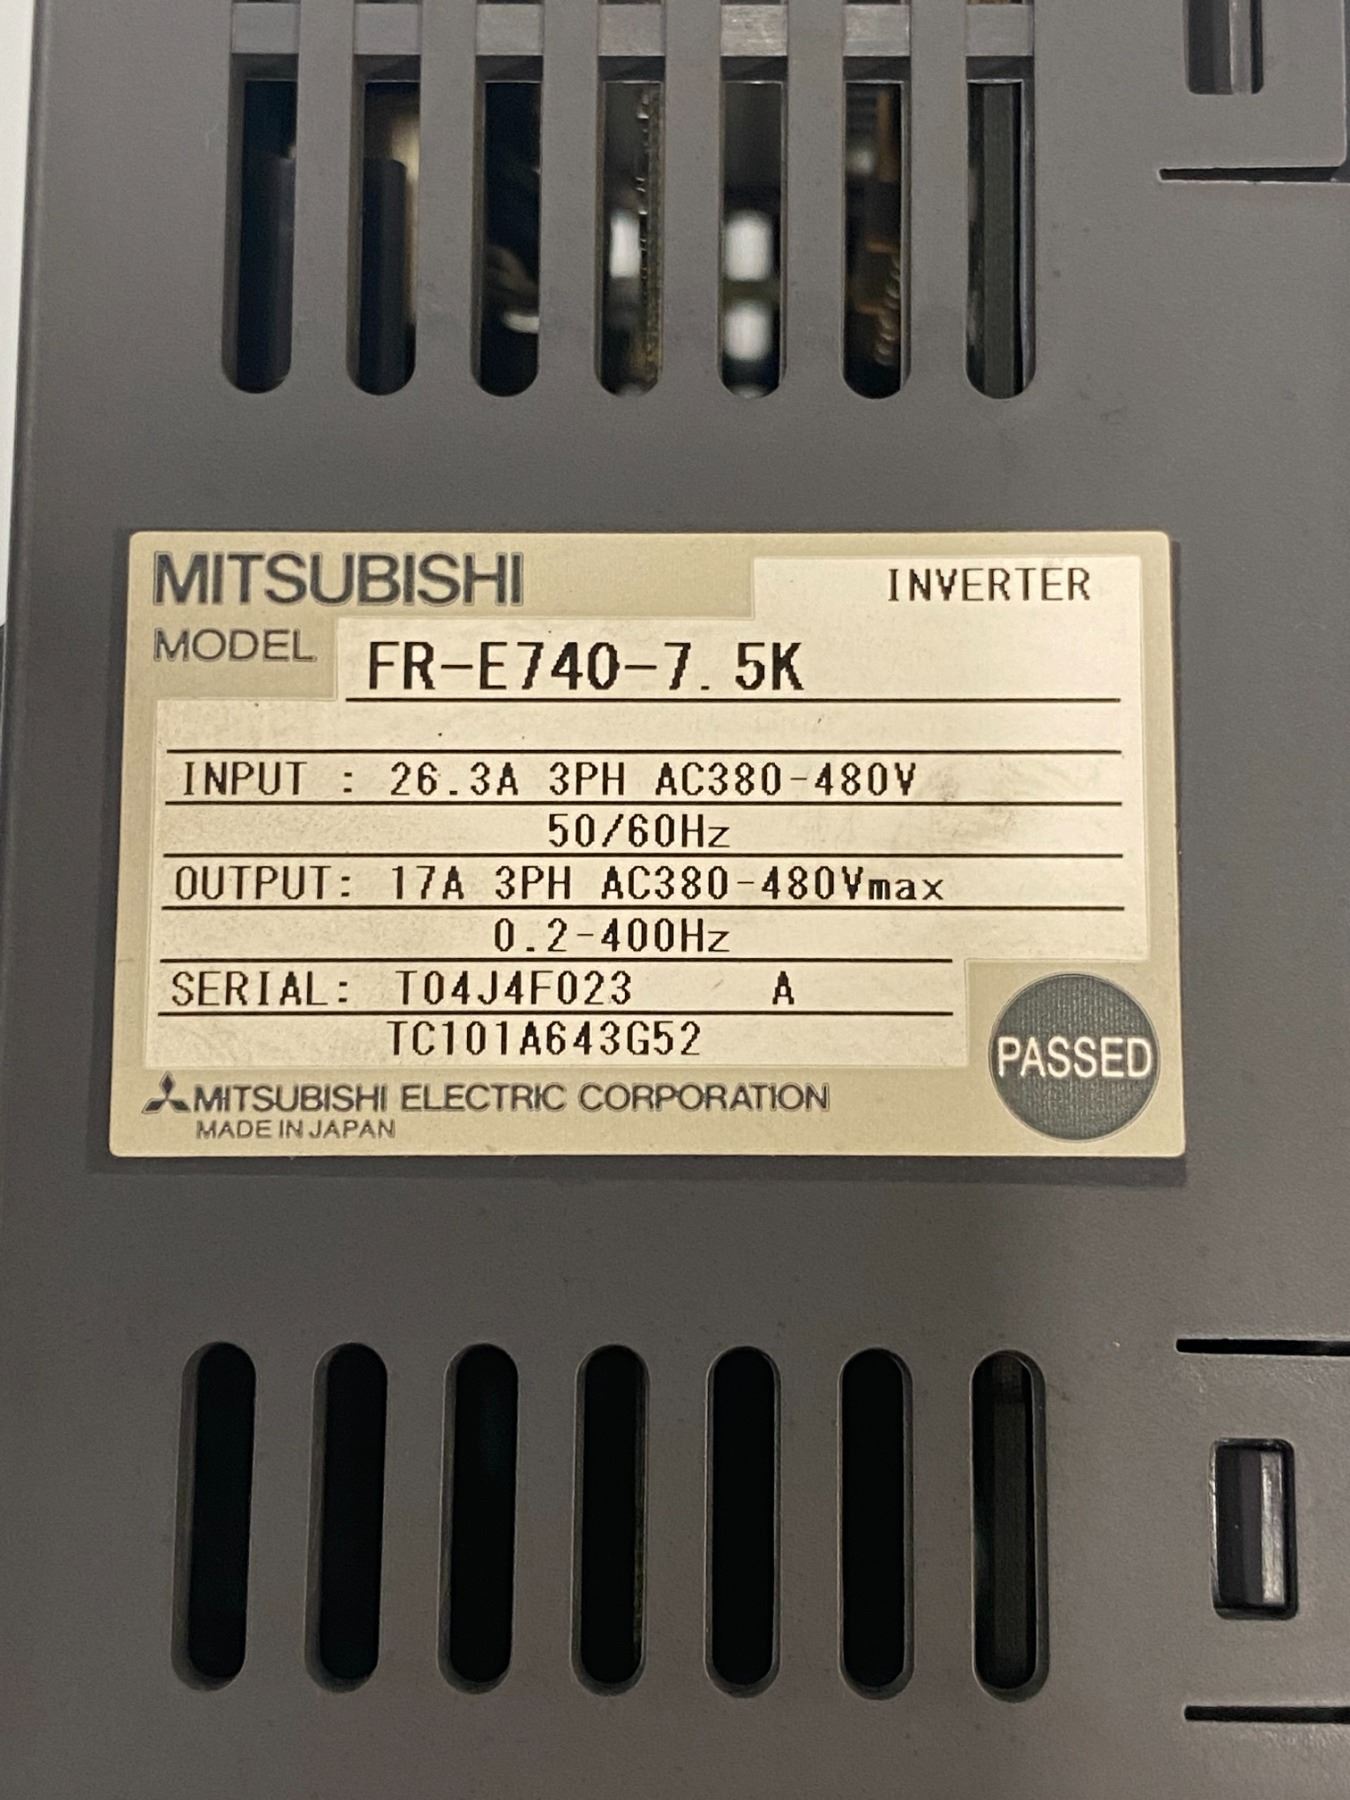 MITSUBISHI INVERTER
MODEL FR-E740-7.5K
INPUT : 26.3A 3PH AC380-480V
50/60Hz
OUTPUT: 17A 3PH AC380-480Vmax
0.2-400Hz
SERIAL: T04J4F023 A
TC101A643G52
PASSED
MITSUBISHI ELECTRIC CORPORATION
MADE IN JAPAN